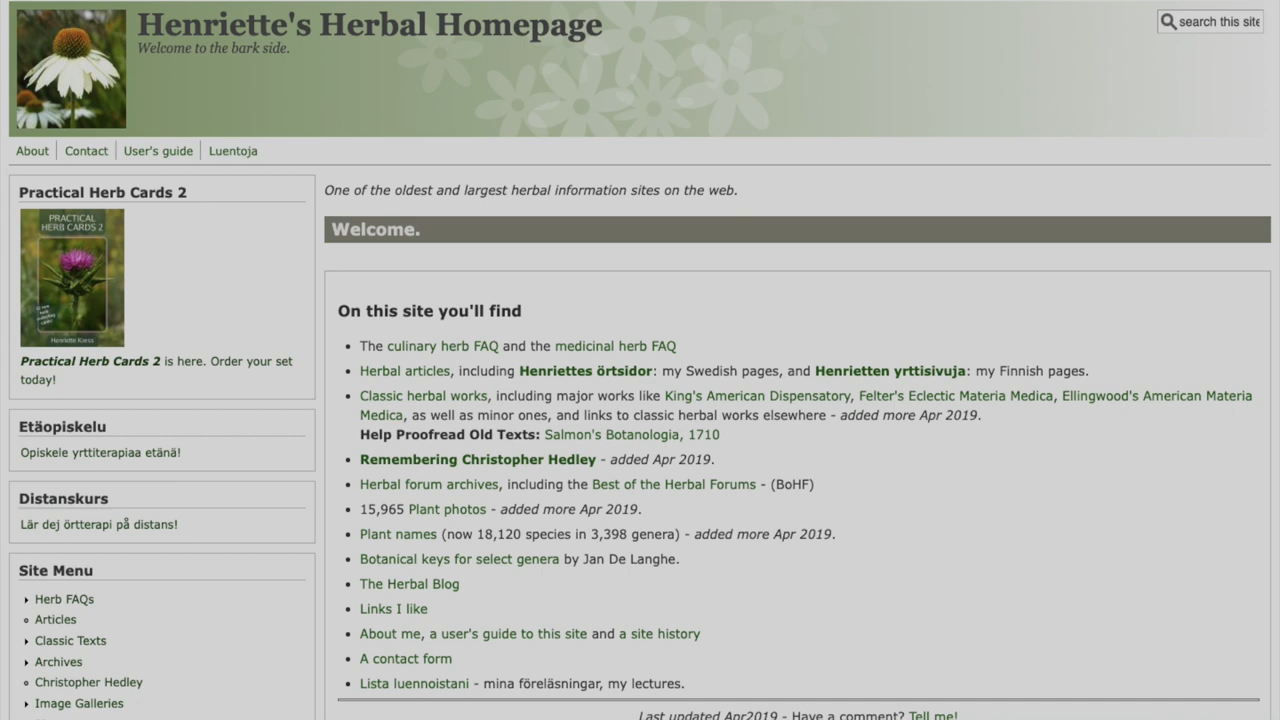 Henriette's Herbal Homepage
Welcome to the bark side.
search this site
About
Contact
User's guide
Luentoja
Practical Herb Cards 2
PRACTICAL
HERB CARDS 2
Henriette Kress
Practical Herb Cards 2 is here. Order your set
today!
Etäopiskelu
Opiskele yrttiterapiaa etänä!
Distanskurs
Lär dej örtterapi på distans!
Site Menu
Herb FAQs
Articles
Classic Texts
Archives
Christopher Hedley
Image Galleries
One of the oldest and largest herbal information sites on the web.
Welcome.
On this site you'll find
The culinary herb FAQ and the medicinal herb FAQ
Herbal articles, including Henriettes örtsidor: my Swedish pages, and Henrietten yrttisivuja: my Finnish pages.
Classic herbal works, including major works like King's American Dispensatory, Felter's Eclectic Materia Medica, Ellingwood's American Materia
Medica, as well as minor ones, and links to classic herbal works elsewhere - added more Apr 2019.
Help Proofread Old Texts: Salmon's Botanologia, 1710
Remembering Christopher Hedley - added Apr 2019.
Herbal forum archives, including the Best of the Herbal Forums - (BoHF)
15,965 Plant photos - added more Apr 2019.
Plant names (now 18,120 species in 3,398 genera) - added more Apr 2019.
Botanical keys for select genera by Jan De Langhe.
The Herbal Blog
Links I like
About me, a user's guide to this site and a site history
A contact form
Lista luennoistani - mina föreläsningar, my lectures.
Last updated Apr2019 - Have a comment? Tell me!